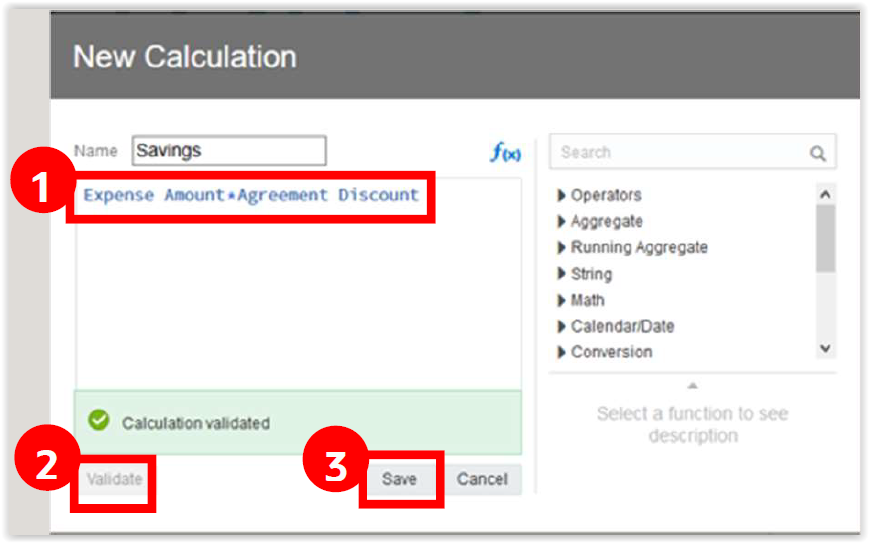 New Calculation
Name Savings f(x)
1
Expense Amount*Agreement Discount
Calculation validated
2
Validate
3
Save Cancel
Search
Operators
Aggregate
Running Aggregate
String
Math
Calendar/Date
Conversion
Select a function to see
description